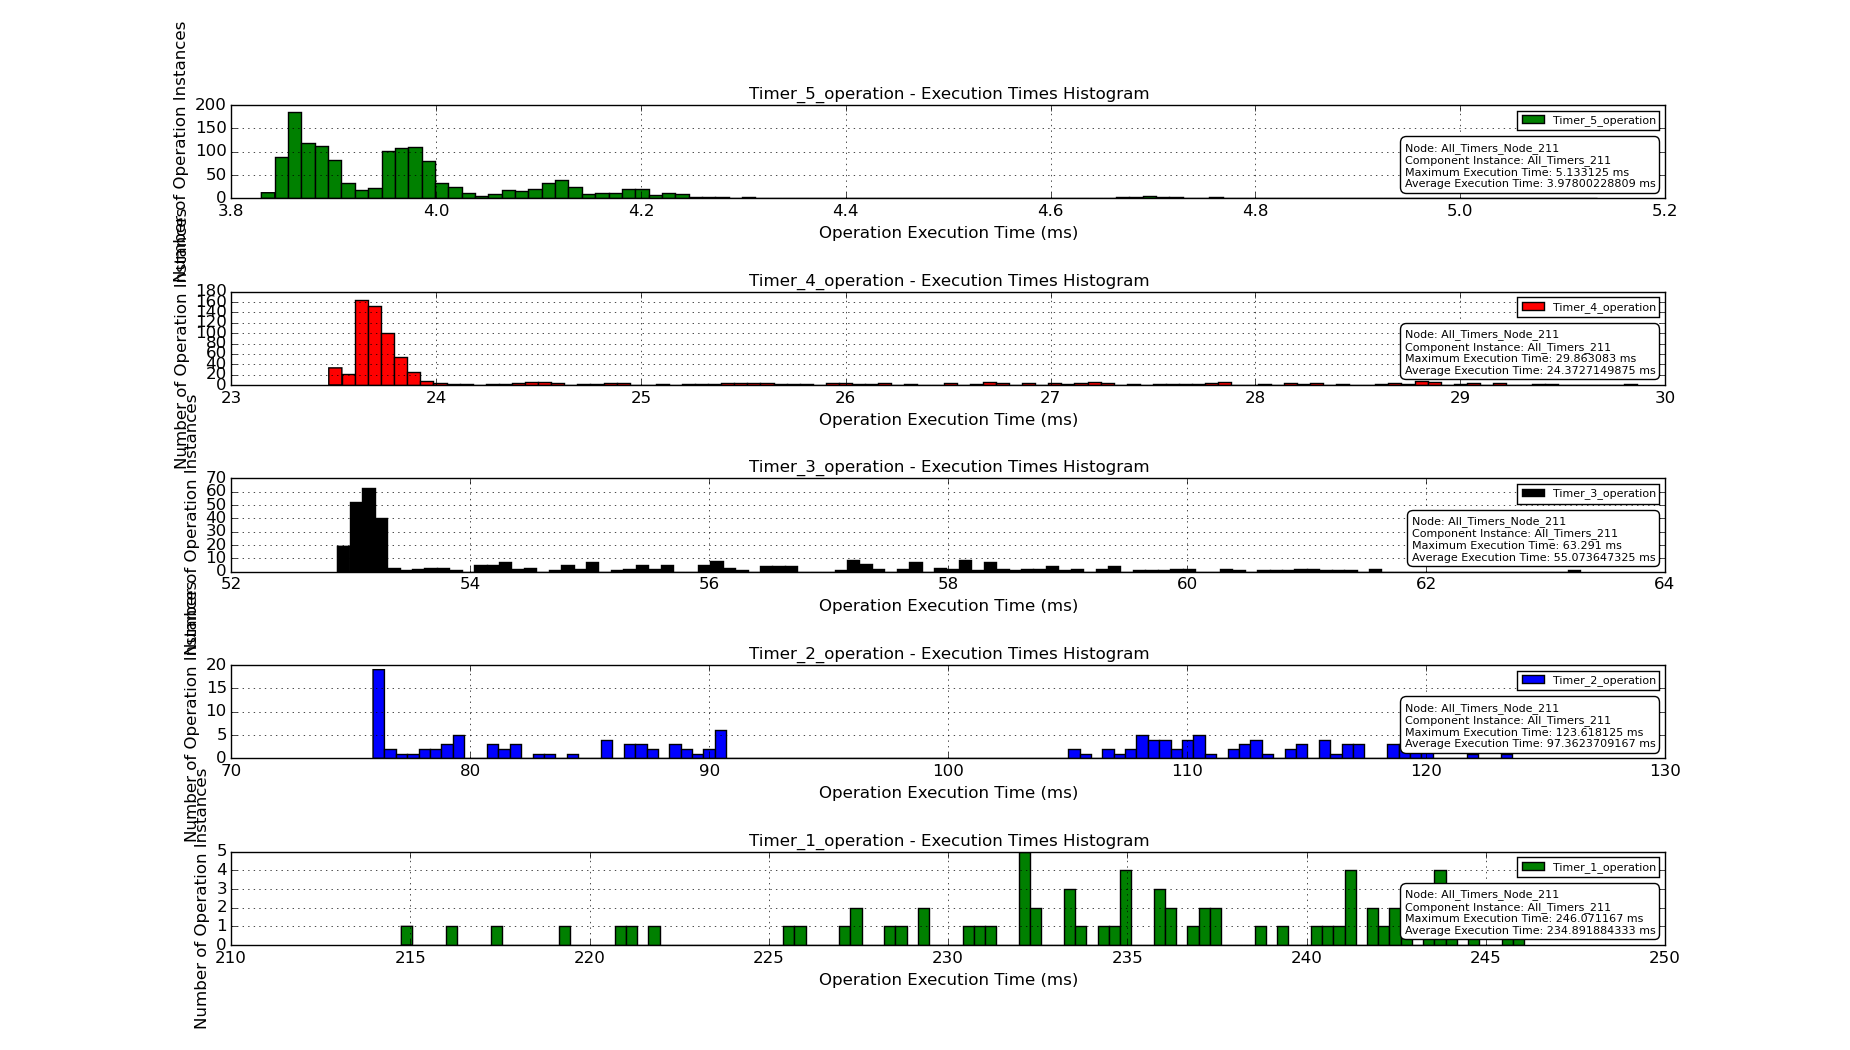 Timer_5_operation - Execution Times Histogram
Number of Operation Instances
200
150
100
50
0
3.8 4.0 4.2 4.4 4.6 4.8 5.0 5.2
Operation Execution Time (ms)
Timer_5_operation
Node: All_Timers_Node_211
Component Instance: All_Timers_211
Maximum Execution Time: 5.133125 ms
Average Execution Time: 3.97800228809 ms
Timer_4_operation - Execution Times Histogram
Number of Operation Instances
180
160
140
120
100
80
60
40
20
0
23 24 25 26 27 28 29 30
Operation Execution Time (ms)
Timer_4_operation
Node: All_Timers_Node_211
Component Instance: All_Timers_211
Maximum Execution Time: 29.863083 ms
Average Execution Time: 24.3727149875 ms
Timer_3_operation - Execution Times Histogram
Number of Operation Instances
70
60
50
40
30
20
10
0
52 54 56 58 60 62 64
Operation Execution Time (ms)
Timer_3_operation
Node: All_Timers_Node_211
Component Instance: All_Timers_211
Maximum Execution Time: 63.291 ms
Average Execution Time: 55.073647325 ms
Timer_2_operation - Execution Times Histogram
Number of Operation Instances
20
15
10
5
0
70 80 90 100 110 120 130
Operation Execution Time (ms)
Timer_2_operation
Node: All_Timers_Node_211
Component Instance: All_Timers_211
Maximum Execution Time: 123.618125 ms
Average Execution Time: 97.3623709167 ms
Timer_1_operation - Execution Times Histogram
Number of Operation Instances
5
4
3
2
1
0
210 215 220 225 230 235 240 245 250
Operation Execution Time (ms)
Timer_1_operation
Node: All_Timers_Node_211
Component Instance: All_Timers_211
Maximum Execution Time: 246.071167 ms
Average Execution Time: 234.891884333 ms